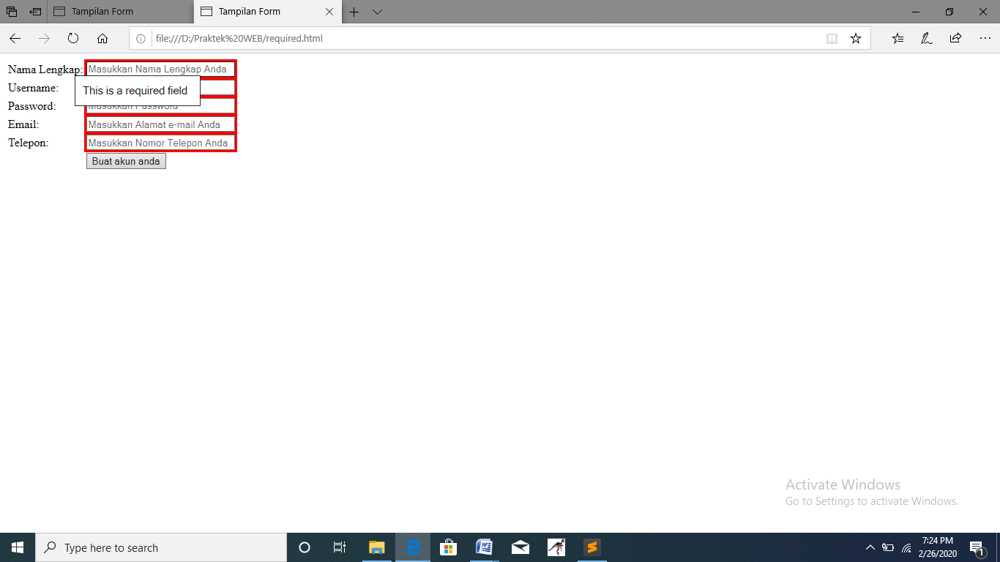 Tampilan Form
Tampilan Form
file:///D:/Praktek%20WEB/required.html
Nama Lengkap: Masukkan Nama Lengkap Anda
Username:
This is a required field
Password: Masukkan Password
Email: Masukkan Alamat e-mail Anda
Telepon: Masukkan Nomor Telepon Anda
Buat akun anda
Activate Windows
Go to Settings to activate Windows.
Type here to search
7:24 PM
2/26/2020
1